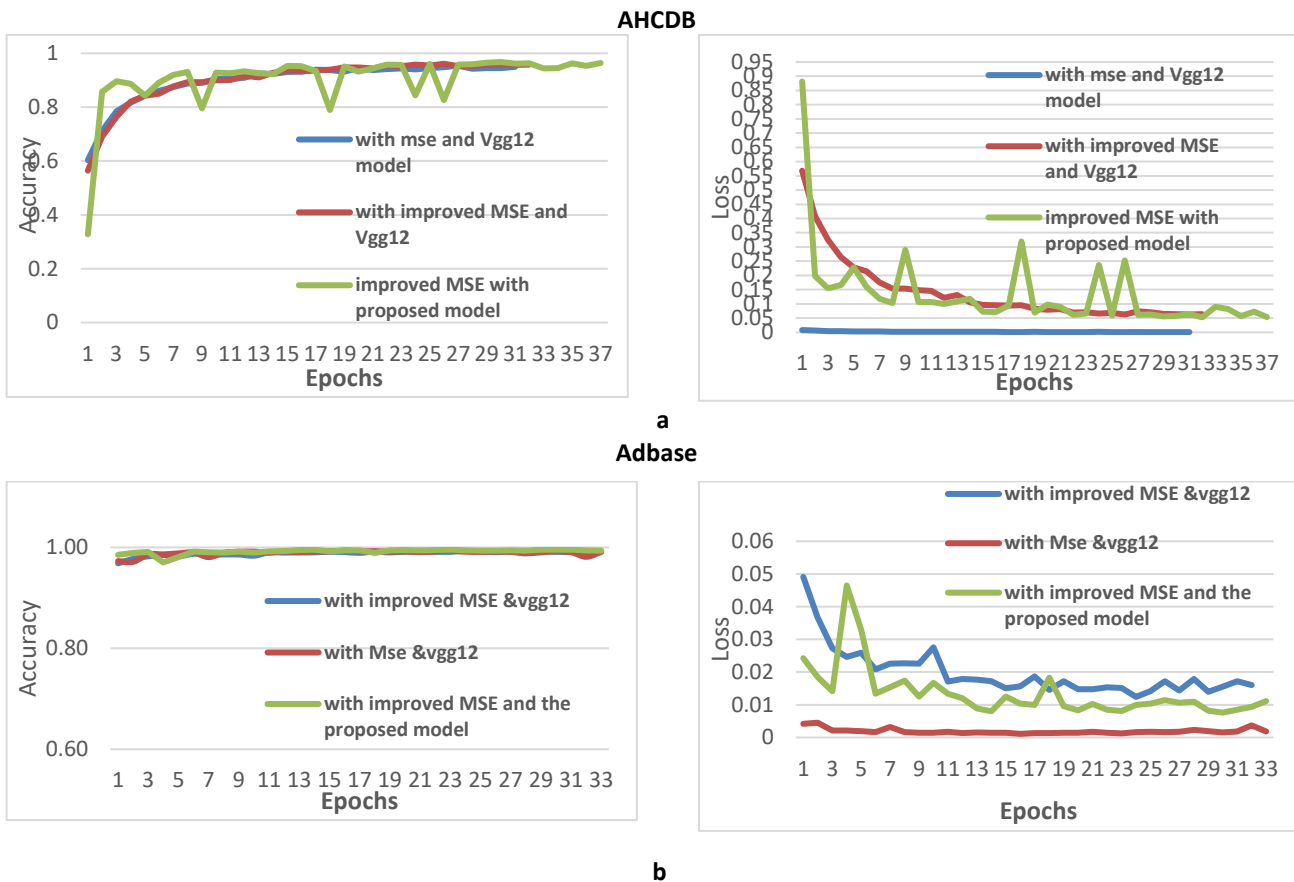 AHCDB
1
0.8
0.6
0.4
0.2
0
Accuracy
with mse and Vgg12
model
with improved MSE and
Vgg12
improved MSE with
proposed model
1 3 5 7 9 11 13 15 17 19 21 23 25 27 29 31 33 35 37
Epochs
0.95
0.9
0.85
0.8
0.75
0.7
0.65
0.6
0.55
0.5
0.45
0.4
0.35
0.3
0.25
0.2
0.15
0.1
0.05
0
Loss
with mse and Vgg12
model
with improved MSE
and Vgg12
improved MSE with
proposed model
1 3 5 7 9 11 13 15 17 19 21 23 25 27 29 31 33 35 37
Epochs
a
Adbase
1.00
0.80
0.60
Accuracy
with improved MSE &vgg12
with Mse &vgg12
with improved MSE and the
proposed model
1 3 5 7 9 11 13 15 17 19 21 23 25 27 29 31 33
Epochs
with improved MSE &vgg12
with Mse &vgg12
with improved MSE and the
proposed model
0.06
0.05
0.04
0.03
0.02
0.01
0
Loss
1 3 5 7 9 11 13 15 17 19 21 23 25 27 29 31 33
Epochs
b